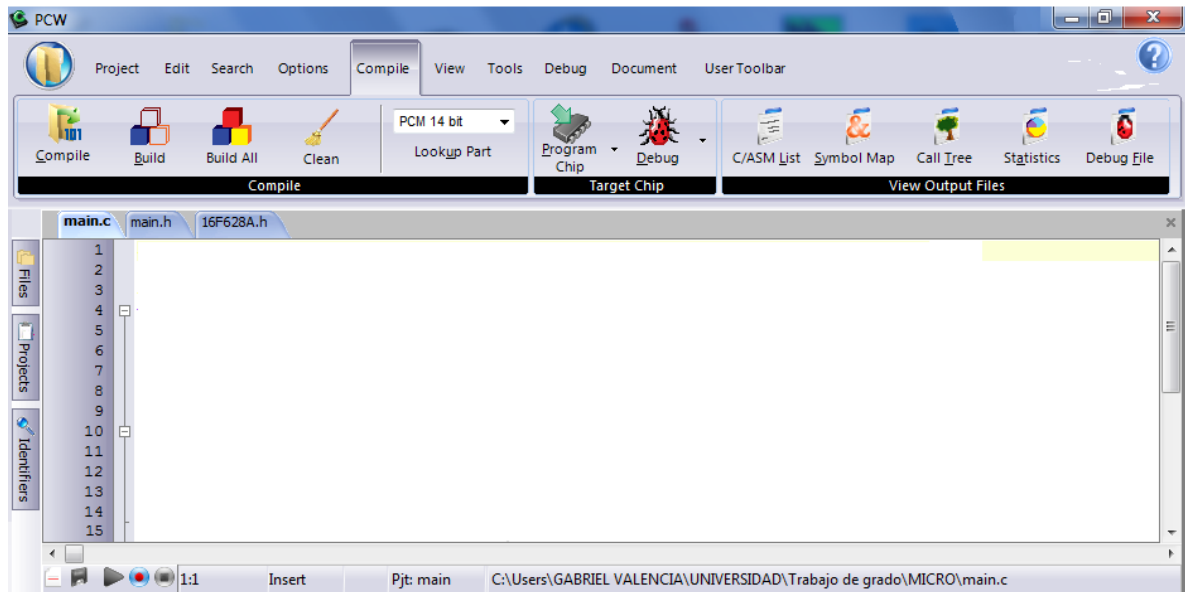 PCW
Project Edit Search Options Compile View Tools Debug Document User Toolbar
101
Compile Build Build All Clean
PCM 14 bit
Lookup Part
Program Chip Debug
C/ASM List Symbol Map Call Tree Statistics Debug File
Compile Target Chip View Output Files
main.c main.h 16F628A.h
Files
Projects
Identifiers
1
2
3
4
5
6
7
8
9
10
11
12
13
14
15
1:1 Insert Pjt: main C:\Users\GABRIEL VALENCIA\UNIVERSIDAD\Trabajo de grado\MICRO\main.c